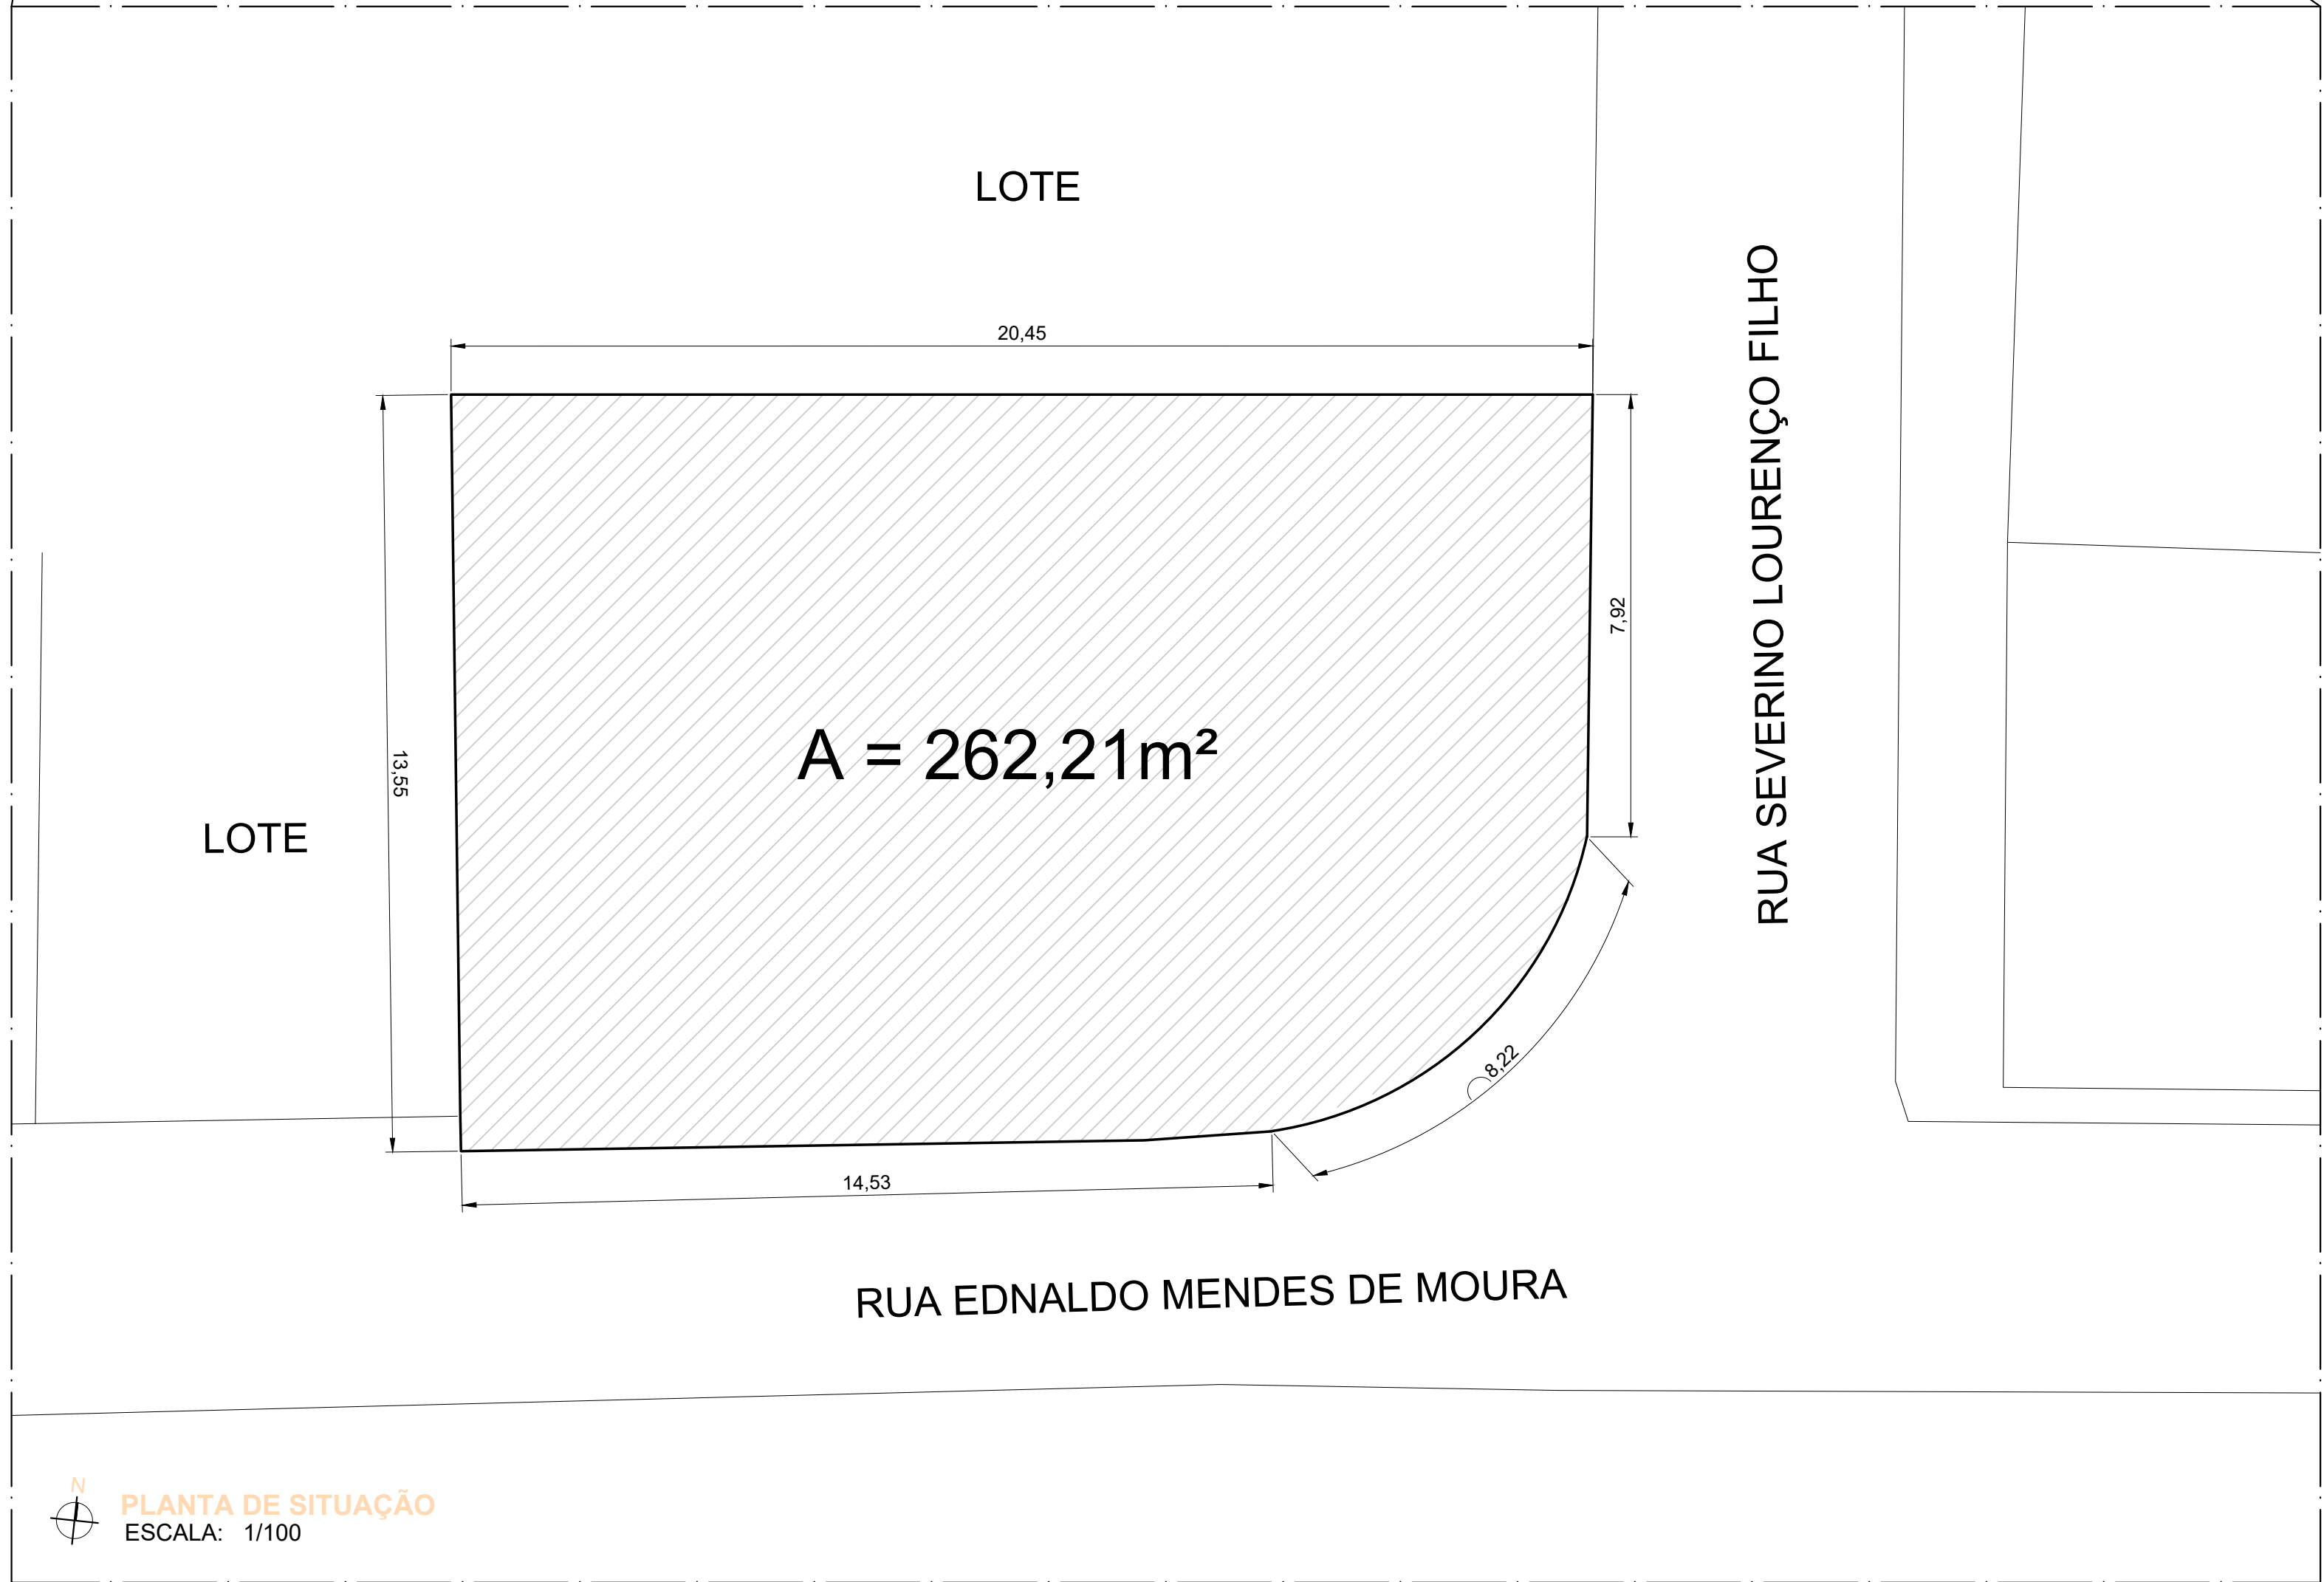 LOTE
RUA SEVERINO LOURENÇO FILHO
20,45
7,92
A = 262,21m²
13,55
LOTE
8,22
14,53
RUA EDNALDO MENDES DE MOURA
N
PLANTA DE SITUAÇÃO
ESCALA: 1/100